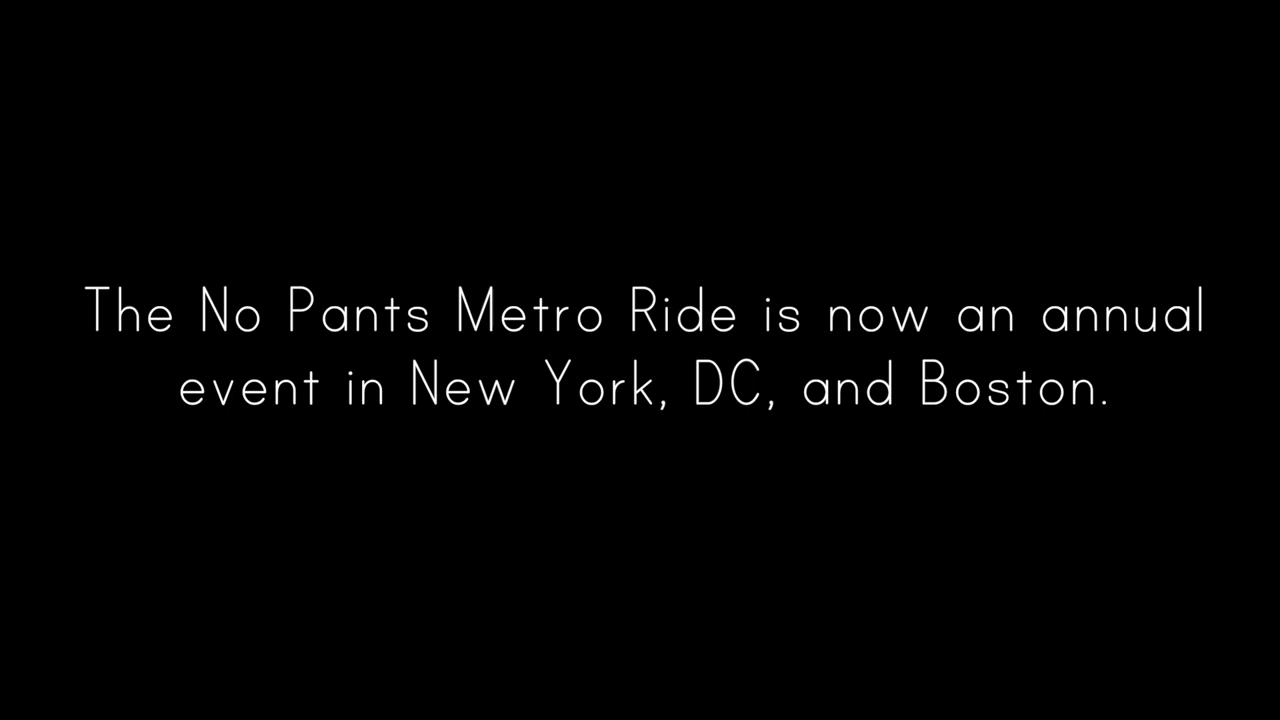 The No Pants Metro Ride is now an annual
event in New York, DC, and Boston.